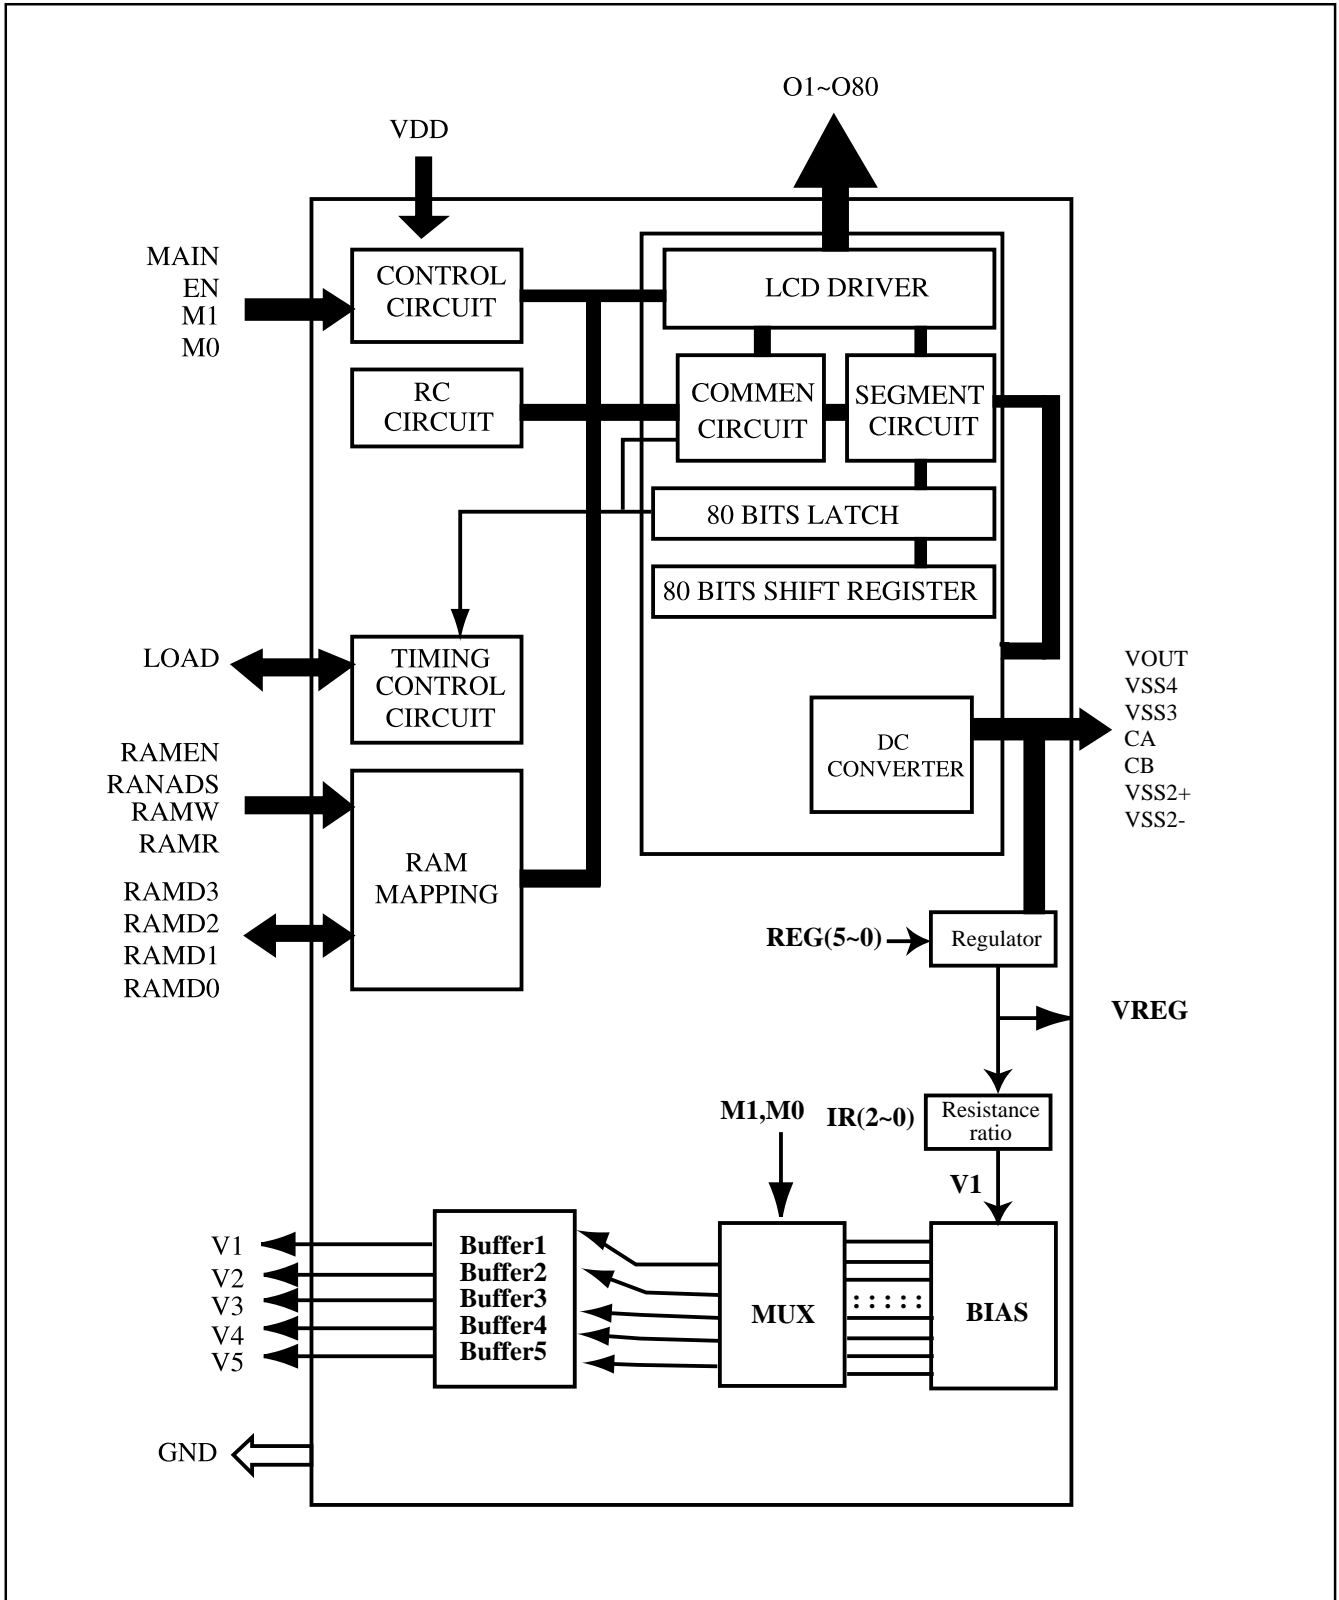 O1~O80
VDD
MAIN
EN
M1
M0
CONTROL
CIRCUIT
LCD DRIVER
RC
CIRCUIT
COMMEN
CIRCUIT
SEGMENT
CIRCUIT
80 BITS LATCH
80 BITS SHIFT REGISTER
LOAD
TIMING
CONTROL
CIRCUIT
VOUT
VSS4
VSS3
CA
CB
VSS2+
VSS2-
DC
CONVERTER
RAMEN
RANADS
RAMW
RAMR
RAMD3
RAMD2
RAMD1
RAMD0
RAM
MAPPING
REG(5~0)
Regulator
VREG
M1,M0
IR(2~0)
Resistance
ratio
V1
V1
V2
V3
V4
V5
Buffer1
Buffer2
Buffer3
Buffer4
Buffer5
MUX
: : : : :
BIAS
GND